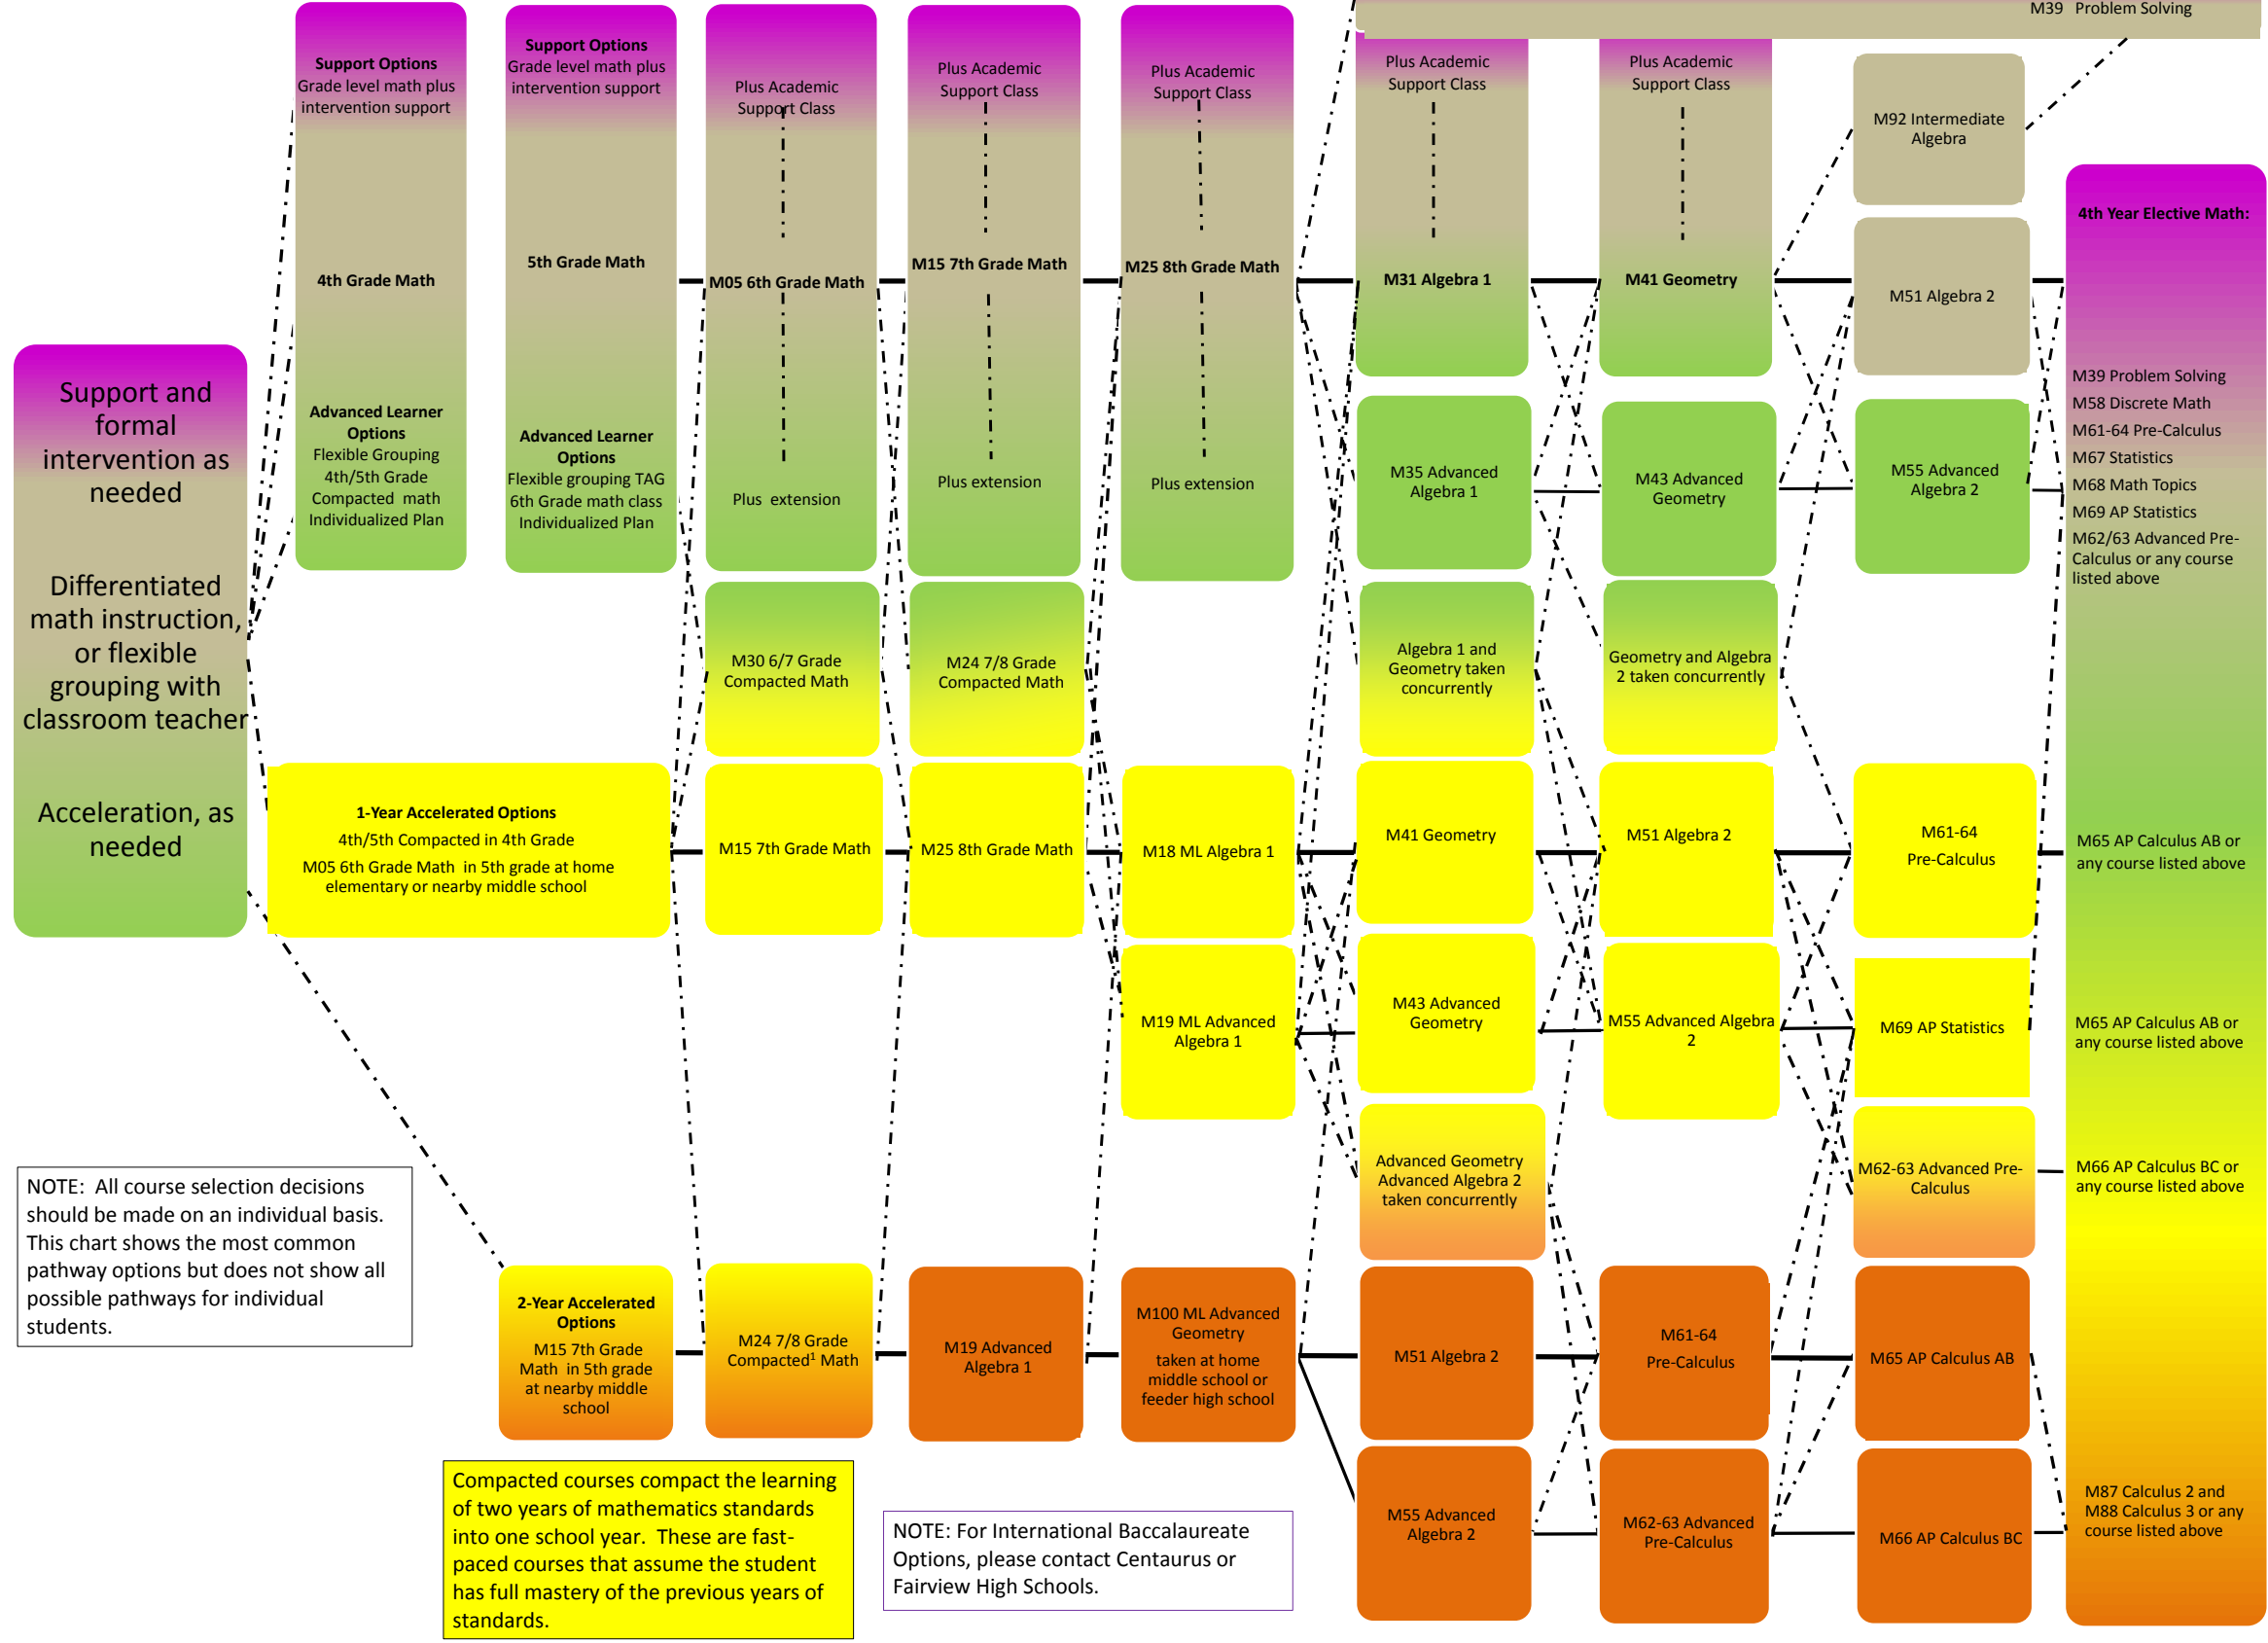 M39 Problem Solving
Support and
formal
intervention as
needed
Differentiated
math instruction,
or flexible
grouping with
classroom teacher
Acceleration, as
needed
Support Options
Grade level math plus
intervention support
4th Grade Math
Advanced Learner
Options
Flexible Grouping
4th/5th Grade
Compacted math
Individualized Plan
Support Options
Grade level math plus
intervention support
5th Grade Math
Advanced Learner
Options
Flexible grouping TAG
6th Grade math class
Individualized Plan
Plus Academic
Support Class
M05 6th Grade Math
Plus extension
Plus Academic
Support Class
M15 7th Grade Math
Plus extension
Plus Academic
Support Class
M25 8th Grade Math
Plus extension
Plus Academic
Support Class
M31 Algebra 1
Plus Academic
Support Class
M41 Geometry
M92 Intermediate
Algebra
M51 Algebra 2
M35 Advanced
Algebra 1
M43 Advanced
Geometry
M55 Advanced
Algebra 2
M30 6/7 Grade
Compacted Math
M24 7/8 Grade
Compacted Math
Algebra 1 and
Geometry taken
concurrently
Geometry and Algebra
2 taken concurrently
1-Year Accelerated Options
4th/5th Compacted in 4th Grade
M05 6th Grade Math in 5th grade at home
elementary or nearby middle school
M15 7th Grade Math
M25 8th Grade Math
M18 ML Algebra 1
M41 Geometry
M51 Algebra 2
M61-64
Pre-Calculus
M19 ML Advanced
Algebra 1
M43 Advanced
Geometry
M55 Advanced Algebra
2
M69 AP Statistics
Advanced Geometry
Advanced Algebra 2
taken concurrently
M62-63 Advanced Pre-
Calculus
2-Year Accelerated
Options
M15 7th Grade
Math in 5th grade
at nearby middle
school
M24 7/8 Grade
Compacted¹ Math
M19 Advanced
Algebra 1
M100 ML Advanced
Geometry
taken at home
middle school or
feeder high school
M51 Algebra 2
M61-64
Pre-Calculus
M65 AP Calculus AB
M55 Advanced
Algebra 2
M62-63 Advanced
Pre-Calculus
M66 AP Calculus BC
4th Year Elective Math:
M39 Problem Solving
M58 Discrete Math
M61-64 Pre-Calculus
M67 Statistics
M68 Math Topics
M69 AP Statistics
M62/63 Advanced Pre-
Calculus or any course
listed above
M65 AP Calculus AB or
any course listed above
M65 AP Calculus AB or
any course listed above
M66 AP Calculus BC or
any course listed above
M87 Calculus 2 and
M88 Calculus 3 or any
course listed above
NOTE: All course selection decisions
should be made on an individual basis.
This chart shows the most common
pathway options but does not show all
possible pathways for individual
students.
Compacted courses compact the learning
of two years of mathematics standards
into one school year. These are fast-
paced courses that assume the student
has full mastery of the previous years of
standards.
NOTE: For International Baccalaureate
Options, please contact Centaurus or
Fairview High Schools.